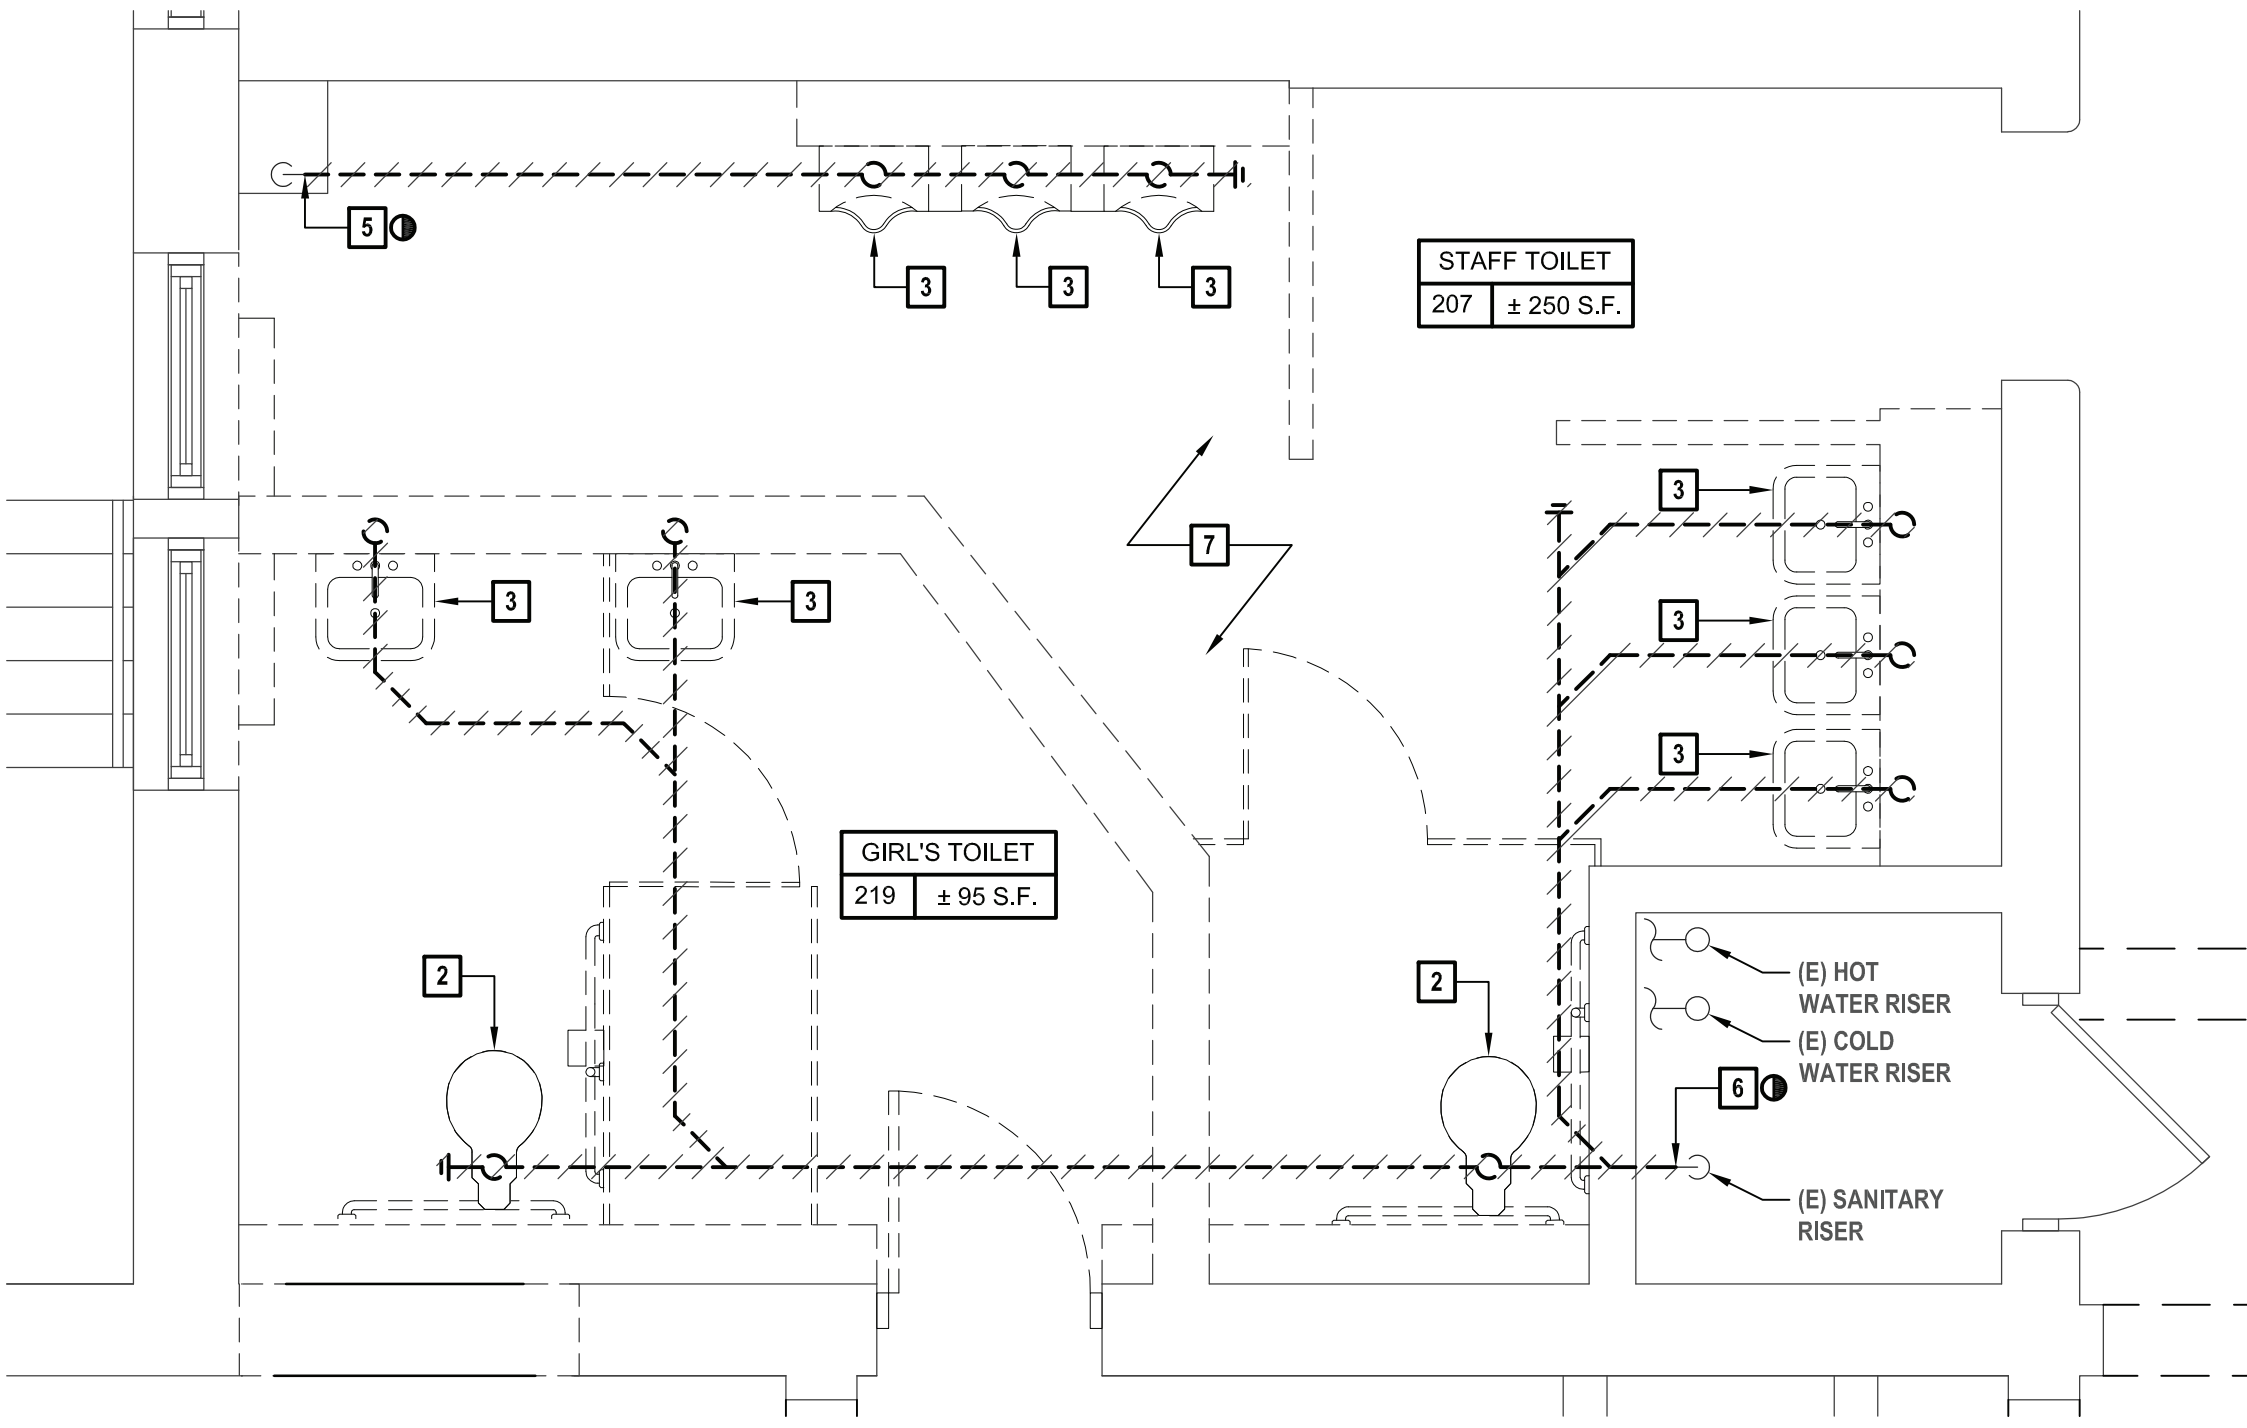 5
3
3
3
STAFF TOILET
207
± 250 S.F.
3
7
3
3
3
3
GIRL'S TOILET
219
± 95 S.F.
2
2
(E) HOT
WATER RISER
(E) COLD
WATER RISER
6
(E) SANITARY
RISER